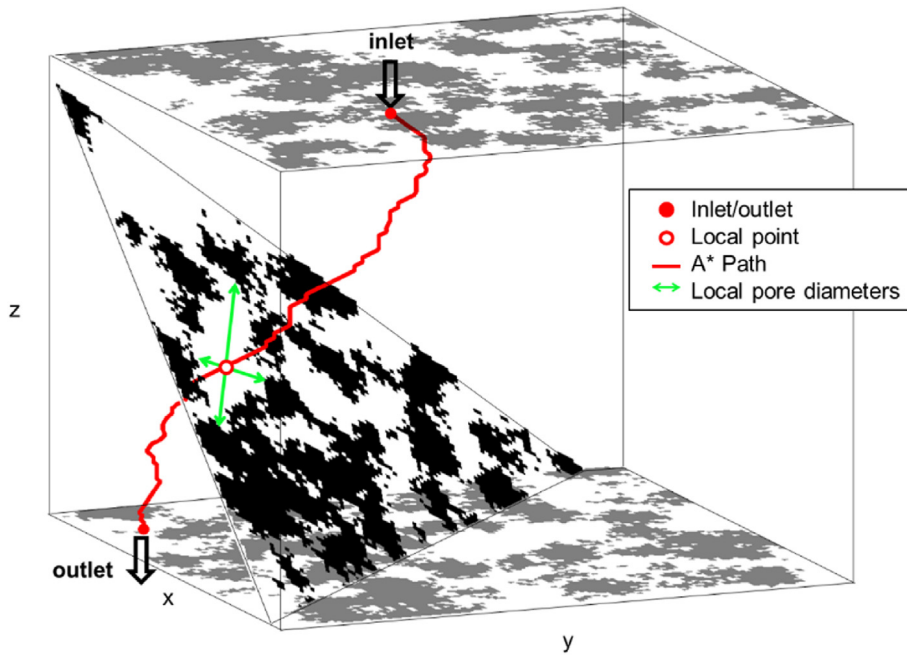 inlet
Inlet/outlet
Local point
A* Path
Local pore diameters
z
outlet
x
y